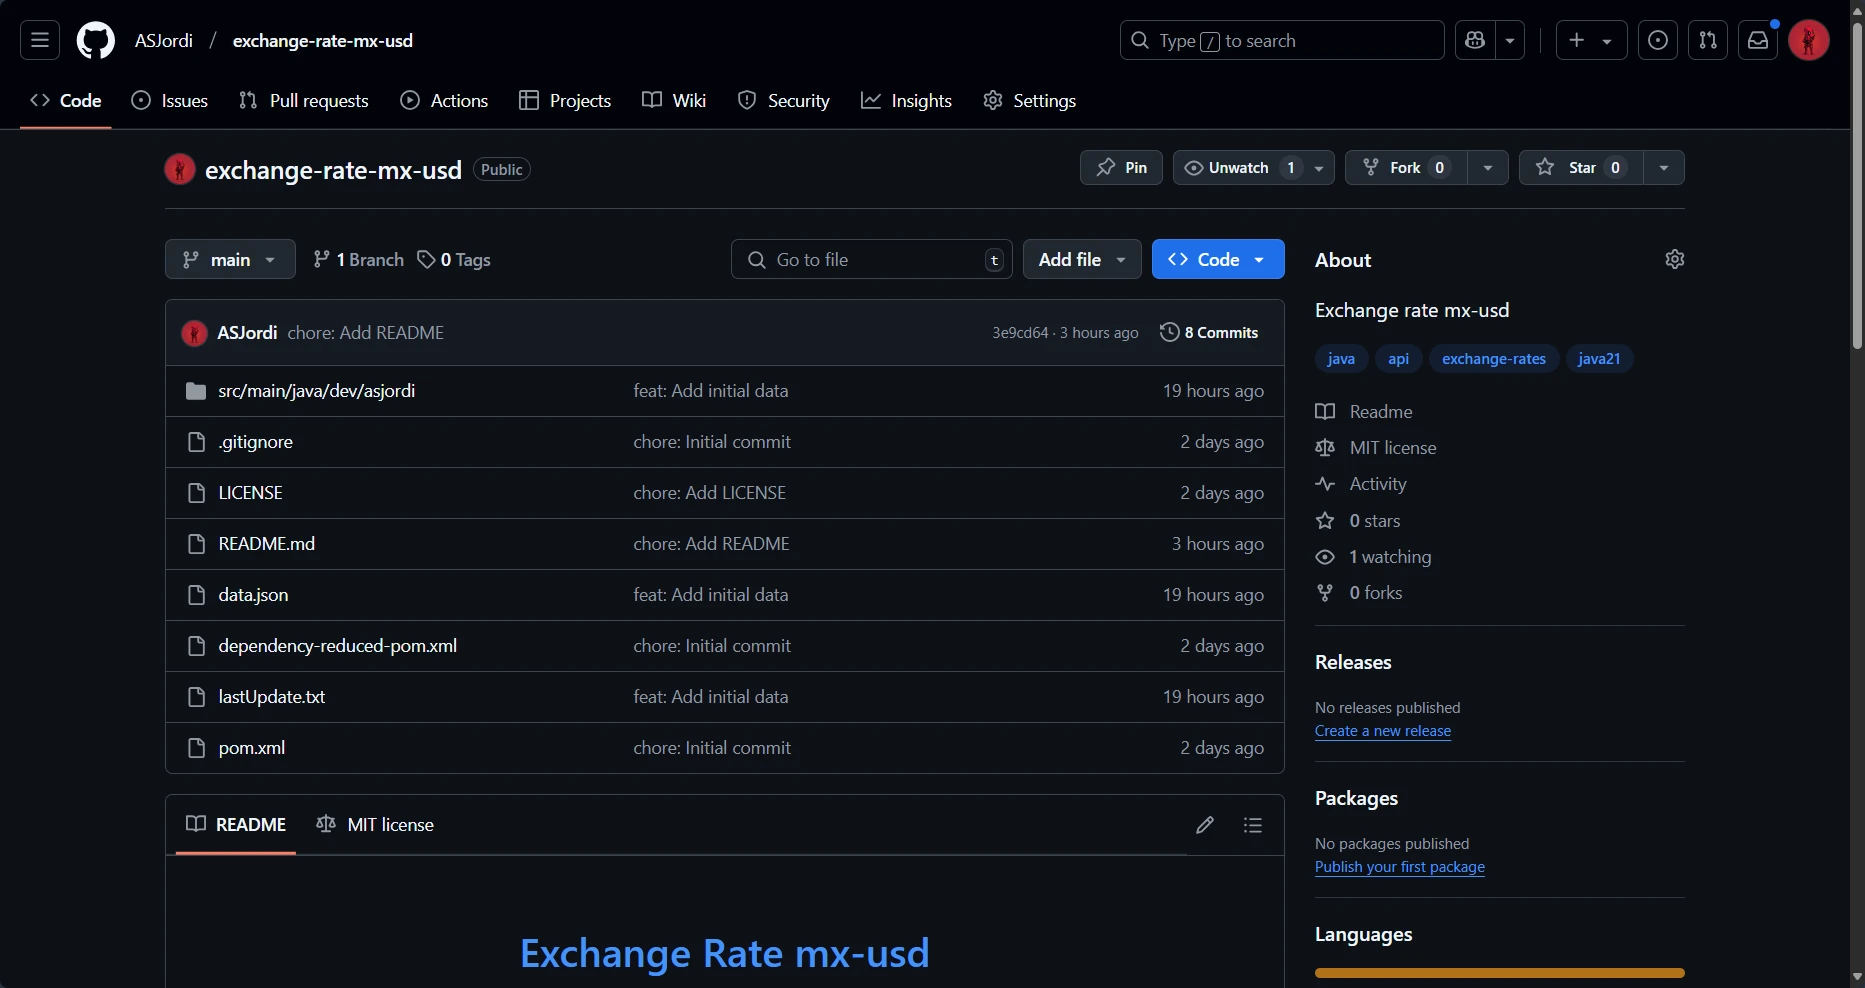 ASJordi / exchange-rate-mx-usd
Type / to search
Code Issues Pull requests Actions Projects Wiki Security Insights Settings
exchange-rate-mx-usd Public
Pin Unwatch 1 Fork 0 Star 0
main 1 Branch 0 Tags
Go to file t Add file Code
ASJordi chore: Add README 3e9cd64 · 3 hours ago 8 Commits
src/main/java/dev/asjordi feat: Add initial data 19 hours ago
.gitignore chore: Initial commit 2 days ago
LICENSE chore: Add LICENSE 2 days ago
README.md chore: Add README 3 hours ago
data.json feat: Add initial data 19 hours ago
dependency-reduced-pom.xml chore: Initial commit 2 days ago
lastUpdate.txt feat: Add initial data 19 hours ago
pom.xml chore: Initial commit 2 days ago
README MIT license
Exchange Rate mx-usd
About
Exchange rate mx-usd
java api exchange-rates java21
Readme
MIT license
Activity
0 stars
1 watching
0 forks
Releases
No releases published
Create a new release
Packages
No packages published
Publish your first package
Languages